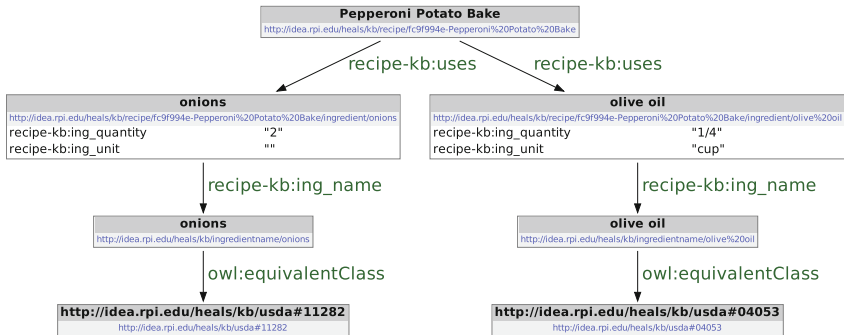 Pepperoni Potato Bake
http://idea.rpi.edu/heals/kb/recipe/fc9f994e-Pepperoni%20Potato%20Bake
recipe-kb:uses
recipe-kb:uses
onions
http://idea.rpi.edu/heals/kb/recipe/fc9f994e-Pepperoni%20Potato%20Bake/ingredient/onions
recipe-kb:ing_quantity "2"
recipe-kb:ing_unit ""
olive oil
http://idea.rpi.edu/heals/kb/recipe/fc9f994e-Pepperoni%20Potato%20Bake/ingredient/olive%20oil
recipe-kb:ing_quantity "1/4"
recipe-kb:ing_unit "cup"
recipe-kb:ing_name
recipe-kb:ing_name
onions
http://idea.rpi.edu/heals/kb/ingredientname/onions
olive oil
http://idea.rpi.edu/heals/kb/ingredientname/olive%20oil
owl:equivalentClass
owl:equivalentClass
http://idea.rpi.edu/heals/kb/usda#11282
http://idea.rpi.edu/heals/kb/usda#11282
http://idea.rpi.edu/heals/kb/usda#04053
http://idea.rpi.edu/heals/kb/usda#04053